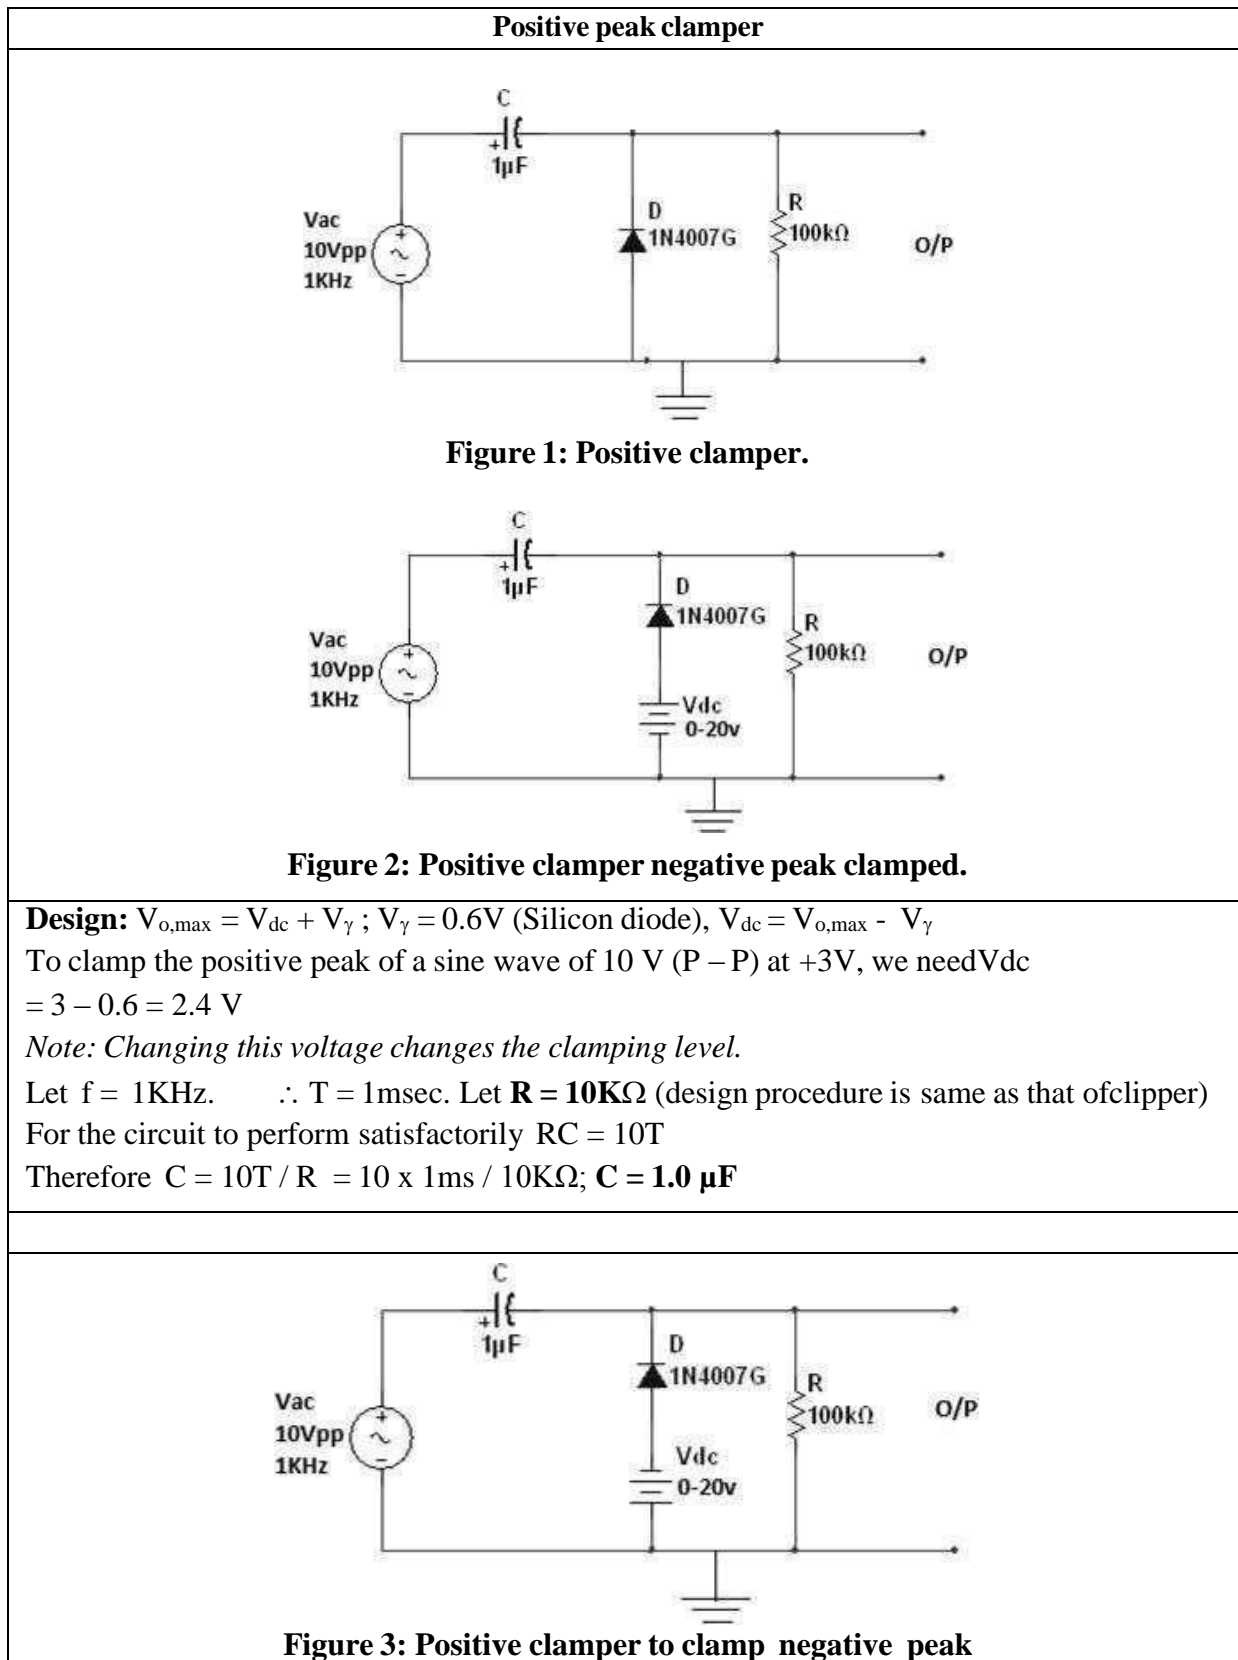 Positive peak clamper
C
+
1µF
Vac
10Vpp
1KHz
+
~
−
D
1N4007G
R
100kΩ
O/P
Figure 1: Positive clamper.
C
+
1µF
Vac
10Vpp
1KHz
+
~
−
D
1N4007G
Vdc
0-20v
R
100kΩ
O/P
Figure 2: Positive clamper negative peak clamped.
Design: Vo,max = Vdc + Vγ ; Vγ = 0.6V (Silicon diode), Vdc = Vo,max - Vγ
To clamp the positive peak of a sine wave of 10 V (P – P) at +3V, we needVdc
= 3 – 0.6 = 2.4 V
Note: Changing this voltage changes the clamping level.
Let f = 1KHz. ∴ T = 1msec. Let R = 10KΩ (design procedure is same as that ofclipper)
For the circuit to perform satisfactorily RC = 10T
Therefore C = 10T / R = 10 x 1ms / 10KΩ; C = 1.0 µF
C
+
1µF
Vac
10Vpp
1KHz
+
~
−
D
1N4007G
Vdc
0-20v
R
100kΩ
O/P
Figure 3: Positive clamper to clamp negative peak